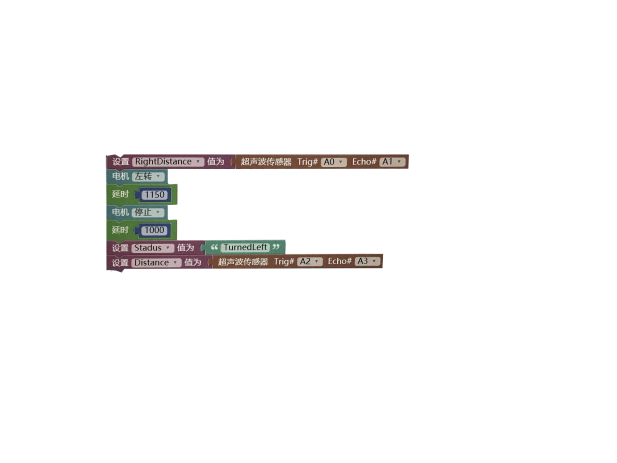 设置 RightDistance 值为 超声波传感器 Trig# A0 Echo# A1
电机 左转
延时 1150
电机 停止
延时 1000
设置 Stadus 值为 “ TurnedLeft ”
设置 Distance 值为 超声波传感器 Trig# A2 Echo# A3